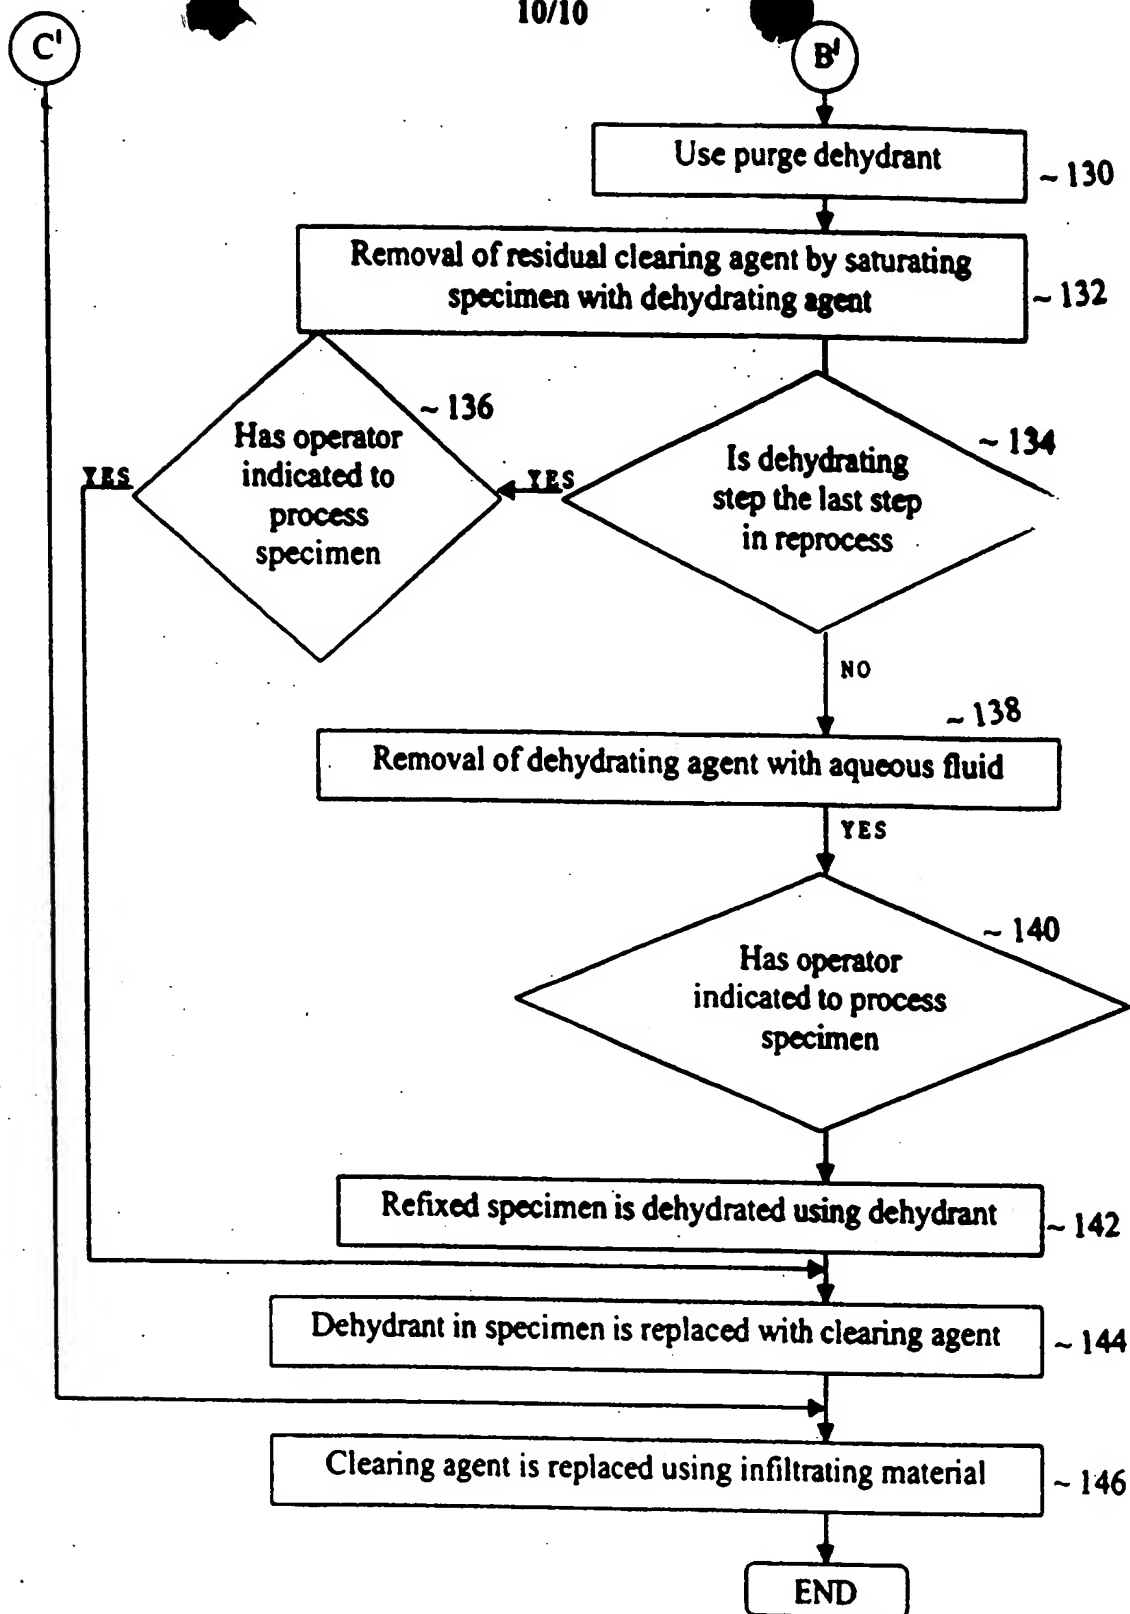 10/10
C'
B'
Use purge dehydrant
~ 130
Removal of residual clearing agent by saturating
specimen with dehydrating agent
~ 132
~ 136
Has operator
indicated to
process
specimen
YES
YES
~ 134
Is dehydrating
step the last step
in reprocess
NO
~ 138
Removal of dehydrating agent with aqueous fluid
YES
~ 140
Has operator
indicated to process
specimen
Refixed specimen is dehydrated using dehydrant
~ 142
Dehydrant in specimen is replaced with clearing agent
~ 144
Clearing agent is replaced using infiltrating material
~ 146
END